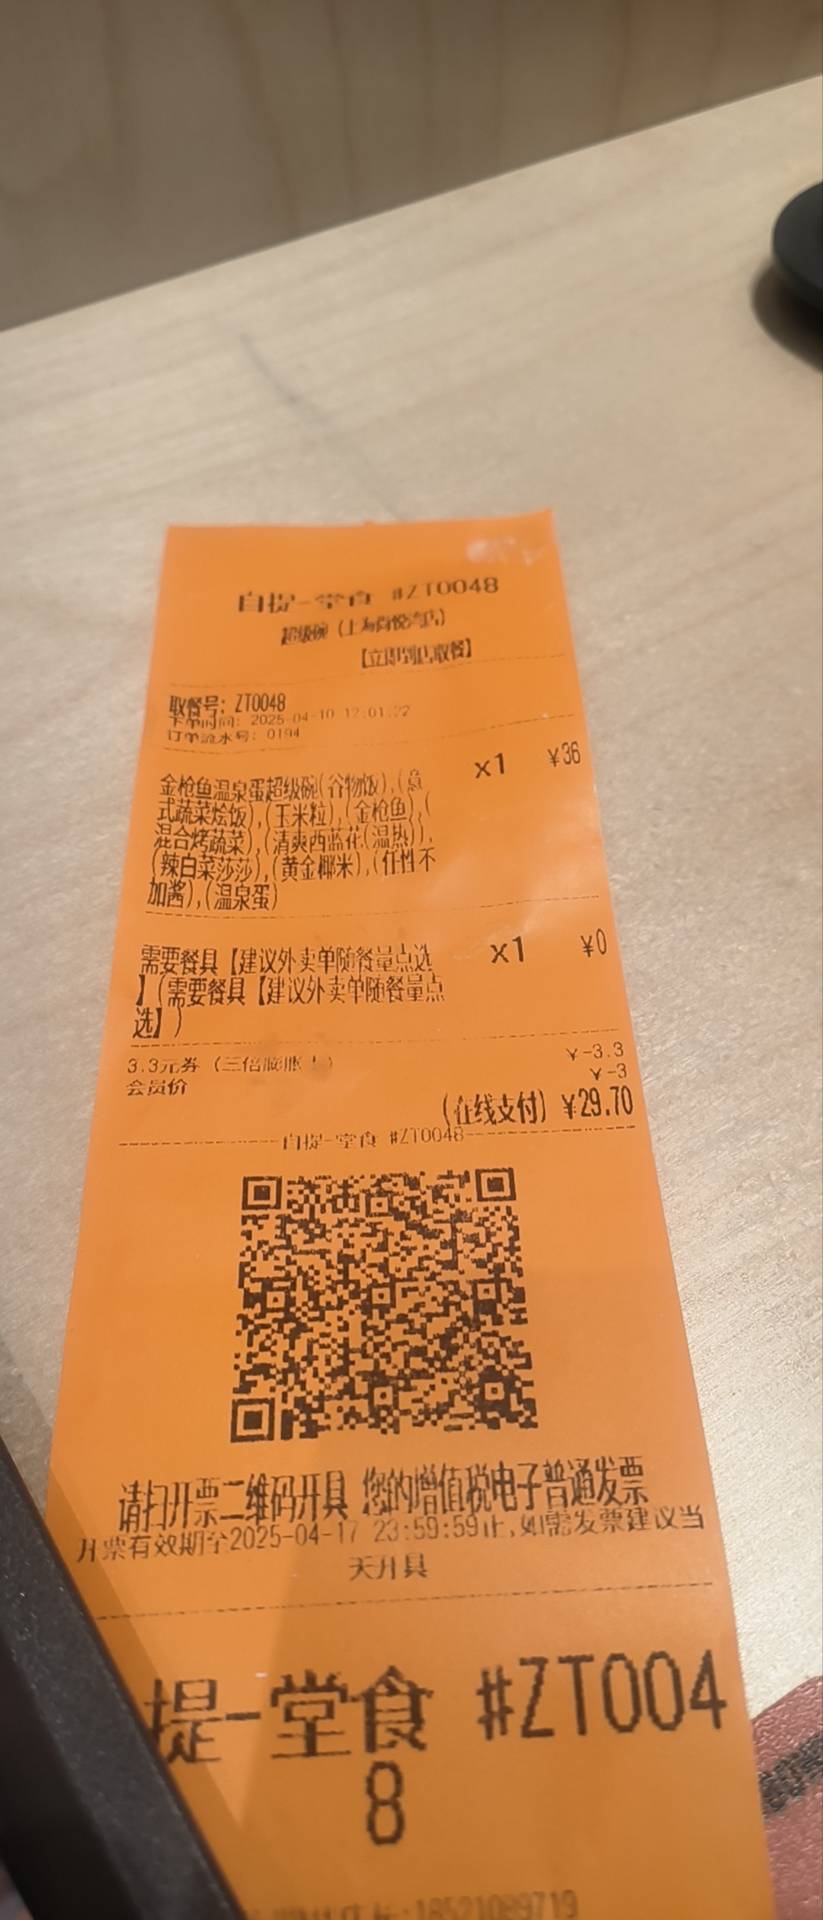 自提-堂食 #ZT0048
超级碗（上海尚悦湾店）
【立即到店取餐】
取餐号: ZT0048
下单时间: 2025-04-10 12:01:22
订单流水号: 0194
金枪鱼温泉蛋超级碗(谷物饭),(意 x1 ¥36
式蔬菜烩饭),(玉米粒),(金枪鱼),(
混合烤蔬菜),(清爽西蓝花(温热)),
(辣白菜莎莎),(黄金椰米),(任性不
加酱),(温泉蛋)
需要餐具【建议外卖单随餐量点选 x1 ¥0
】(需要餐具【建议外卖单随餐量点
选】)
3.3元券（三倍膨胀 ） ¥-3.3
会员价 ¥-3
(在线支付) ¥29.70
自提-堂食 #ZT0048
请扫开票二维码开具 您的增值税电子普通发票
开票有效期至2025-04-17 23:59:59止,如需发票建议当
天开具
提-堂食 #ZT004
8
:18521089719